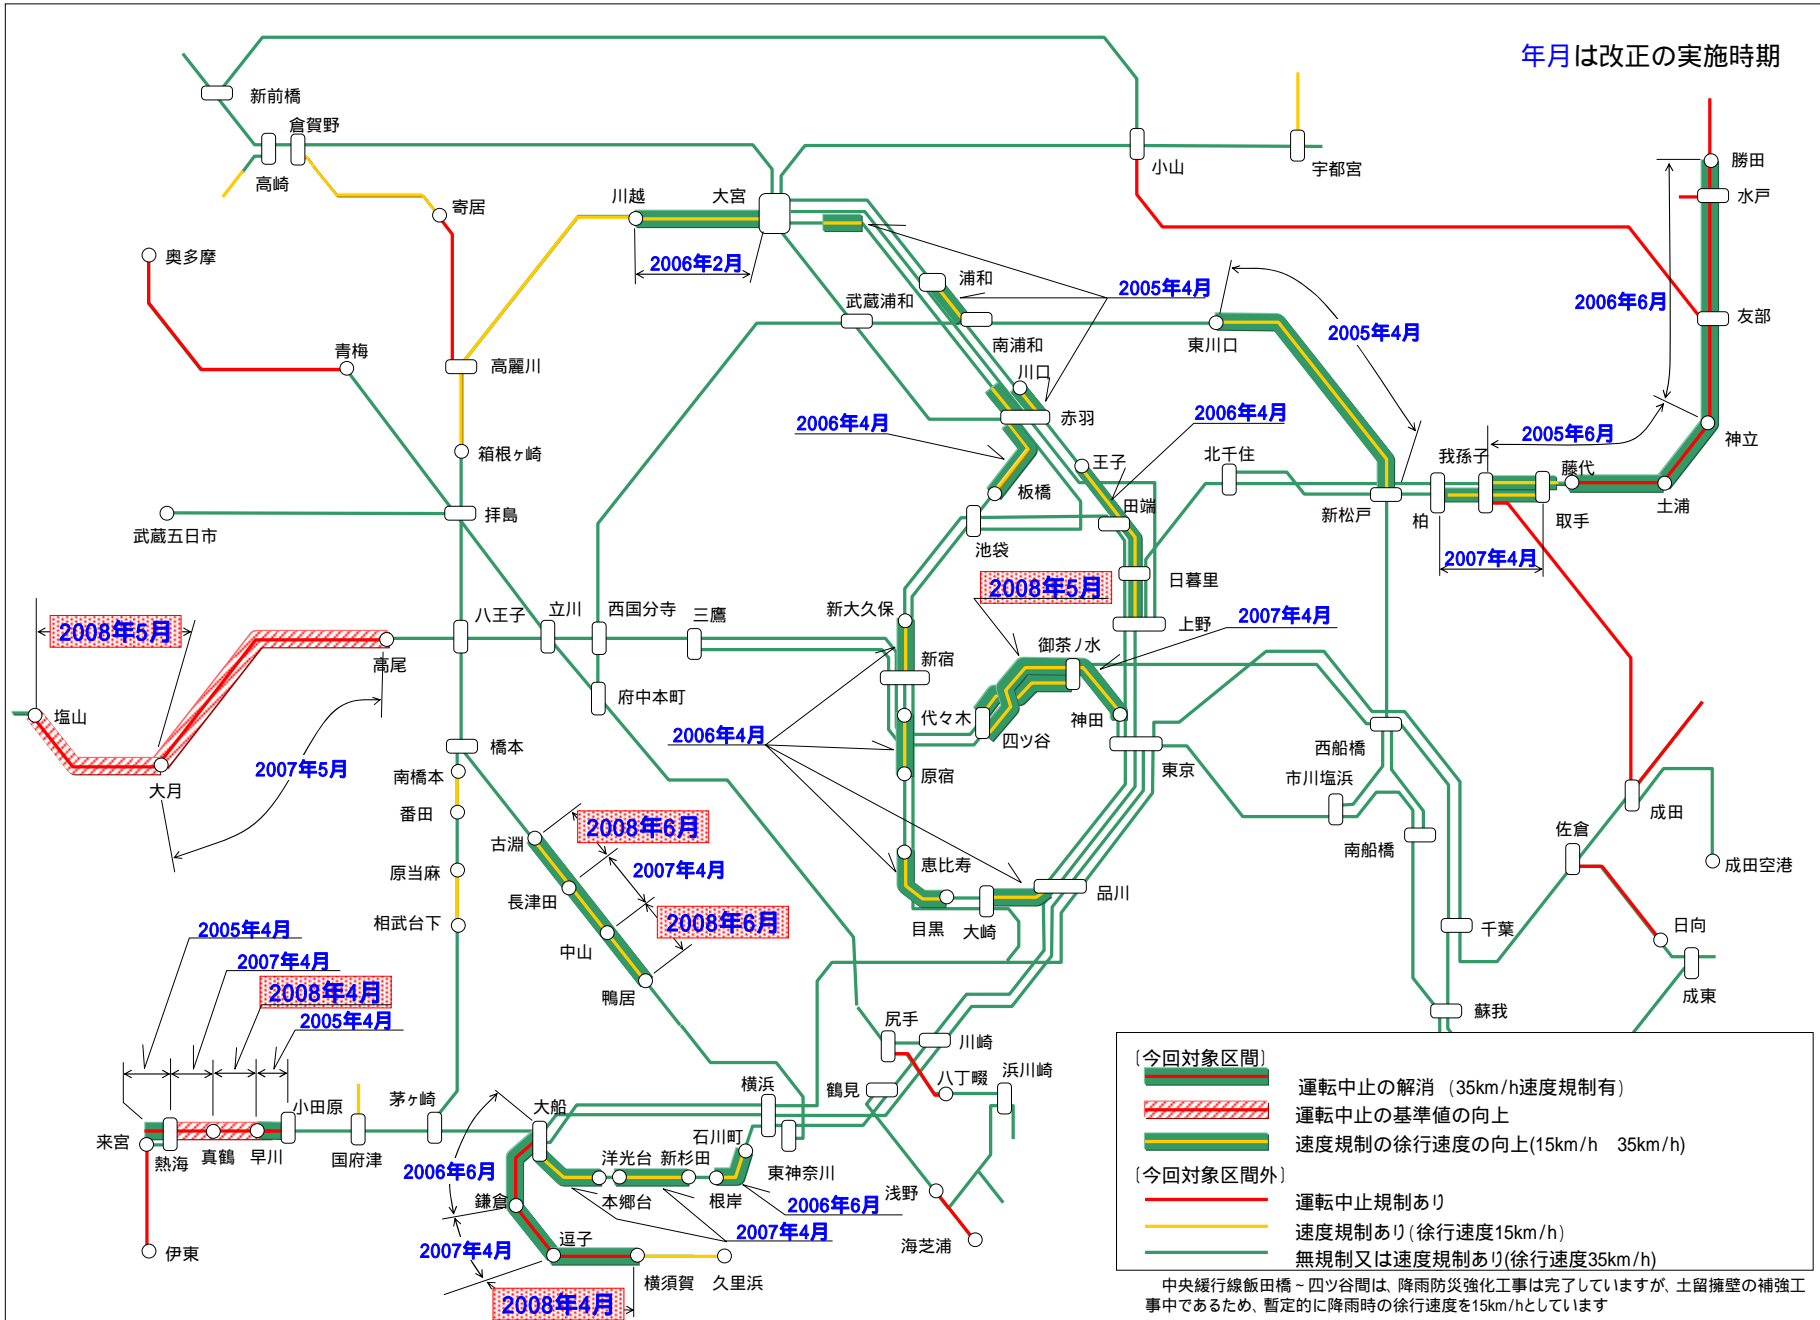 年月は改正の実施時期
新前橋
倉賀野
高崎
寄居
川越
大宮
小山
宇都宮
勝田
水戸
奥多摩
2006年2月
浦和
2005年4月
武蔵浦和
南浦和
東川口
2005年4月
2006年6月
友部
青梅
高麗川
川口
赤羽
2006年4月
2006年4月
箱根ヶ崎
王子
北千住
我孫子
2005年6月
藤代
神立
板橋
田端
新松戸
柏
取手
土浦
武蔵五日市
拝島
池袋
2007年4月
日暮里
2008年5月
新大久保
八王子
立川
西国分寺
三鷹
上野
2007年4月
2008年5月
高尾
新宿
御茶ノ水
塩山
府中本町
代々木
四ツ谷
神田
2006年4月
西船橋
橋本
東京
大月
2007年5月
南橋本
原宿
市川塩浜
番田
成田
2008年6月
古淵
南船橋
佐倉
原当麻
2007年4月
恵比寿
品川
成田空港
長津田
2008年6月
相武台下
2005年4月
目黒
大崎
千葉
日向
中山
2007年4月
2008年4月
鴨居
成東
2005年4月
蘇我
尻手
川崎
浜川崎
小田原
茅ヶ崎
大船
横浜
鶴見
八丁畷
来宮
熱海
真鶴
早川
国府津
石川町
東神奈川
2006年6月
洋光台
新杉田
鎌倉
本郷台
根岸
2006年6月
浅野
2007年4月
2007年4月
逗子
伊東
横須賀
久里浜
海芝浦
2008年4月
〔今回対象区間〕
運転中止の解消 (35km/h速度規制有)
運転中止の基準値の向上
速度規制の徐行速度の向上(15km/h 35km/h)
〔今回対象区間外〕
運転中止規制あり
速度規制あり(徐行速度15km/h)
無規制又は速度規制あり(徐行速度35km/h)
中央緩行線飯田橋~四ツ谷間は、降雨防災強化工事は完了していますが、土留擁壁の補強工
事中であるため、暫定的に降雨時の徐行速度を15km/hとしています